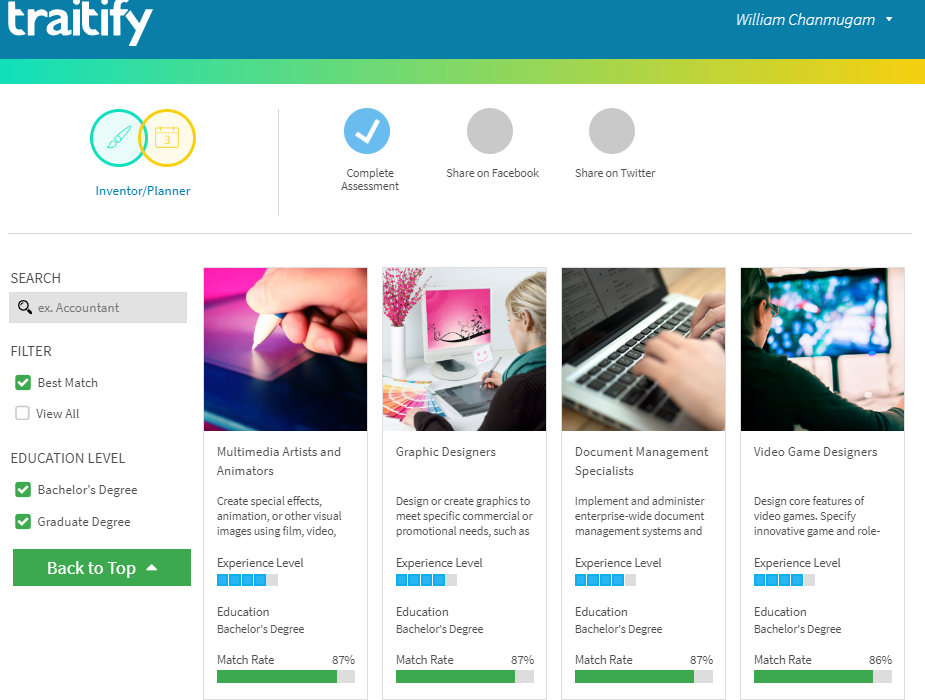 traitify
William Chanmugam
3
Inventor/Planner
Complete
Assessment
Share on Facebook
Share on Twitter
SEARCH
ex. Accountant
FILTER
Best Match
View All
EDUCATION LEVEL
Bachelor's Degree
Graduate Degree
Back to Top
Multimedia Artists and
Animators
Create special effects,
animation, or other visual
images using film, video,
Experience Level
Education
Bachelor's Degree
Match Rate 87%
Graphic Designers
Design or create graphics to
meet specific commercial or
promotional needs, such as
Experience Level
Education
Bachelor's Degree
Match Rate 87%
Document Management
Specialists
Implement and administer
enterprise-wide document
management systems and
Experience Level
Education
Bachelor's Degree
Match Rate 87%
Video Game Designers
Design core features of
video games. Specify
innovative game and role-
Experience Level
Education
Bachelor's Degree
Match Rate 86%